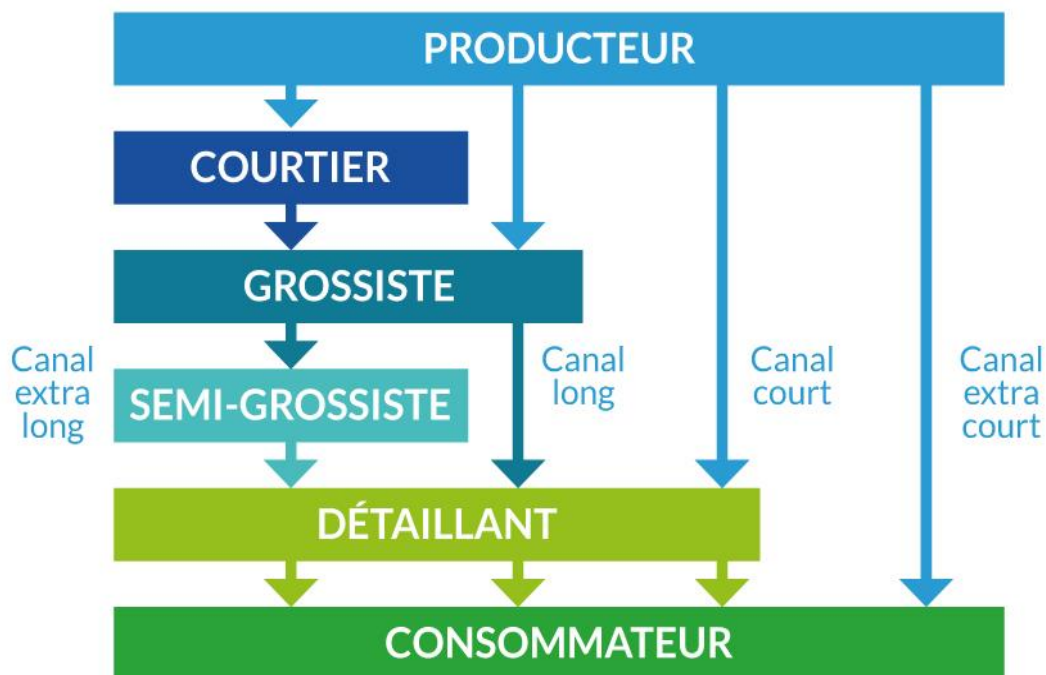 PRODUCTEUR
COURTIER
GROSSISTE
Canal
extra
long
SEMI-GROSSISTE
Canal
long
Canal
court
Canal
extra
court
DÉTAILLANT
CONSOMMATEUR